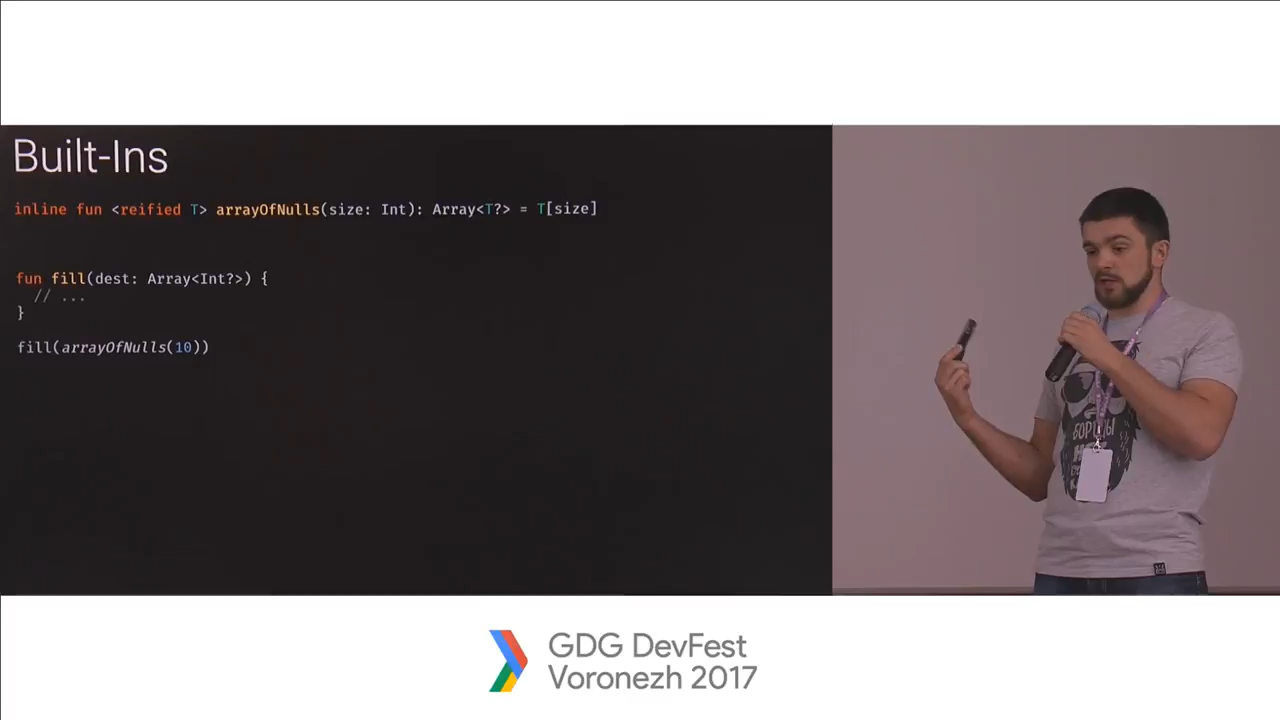 Built-Ins
inline fun <reified T> arrayOfNulls(size: Int): Array<T?> = T[size]
fun fill(dest: Array<Int?>) {
// ...
}
fill(arrayOfNulls(10))
GDG DevFest
Voronezh 2017